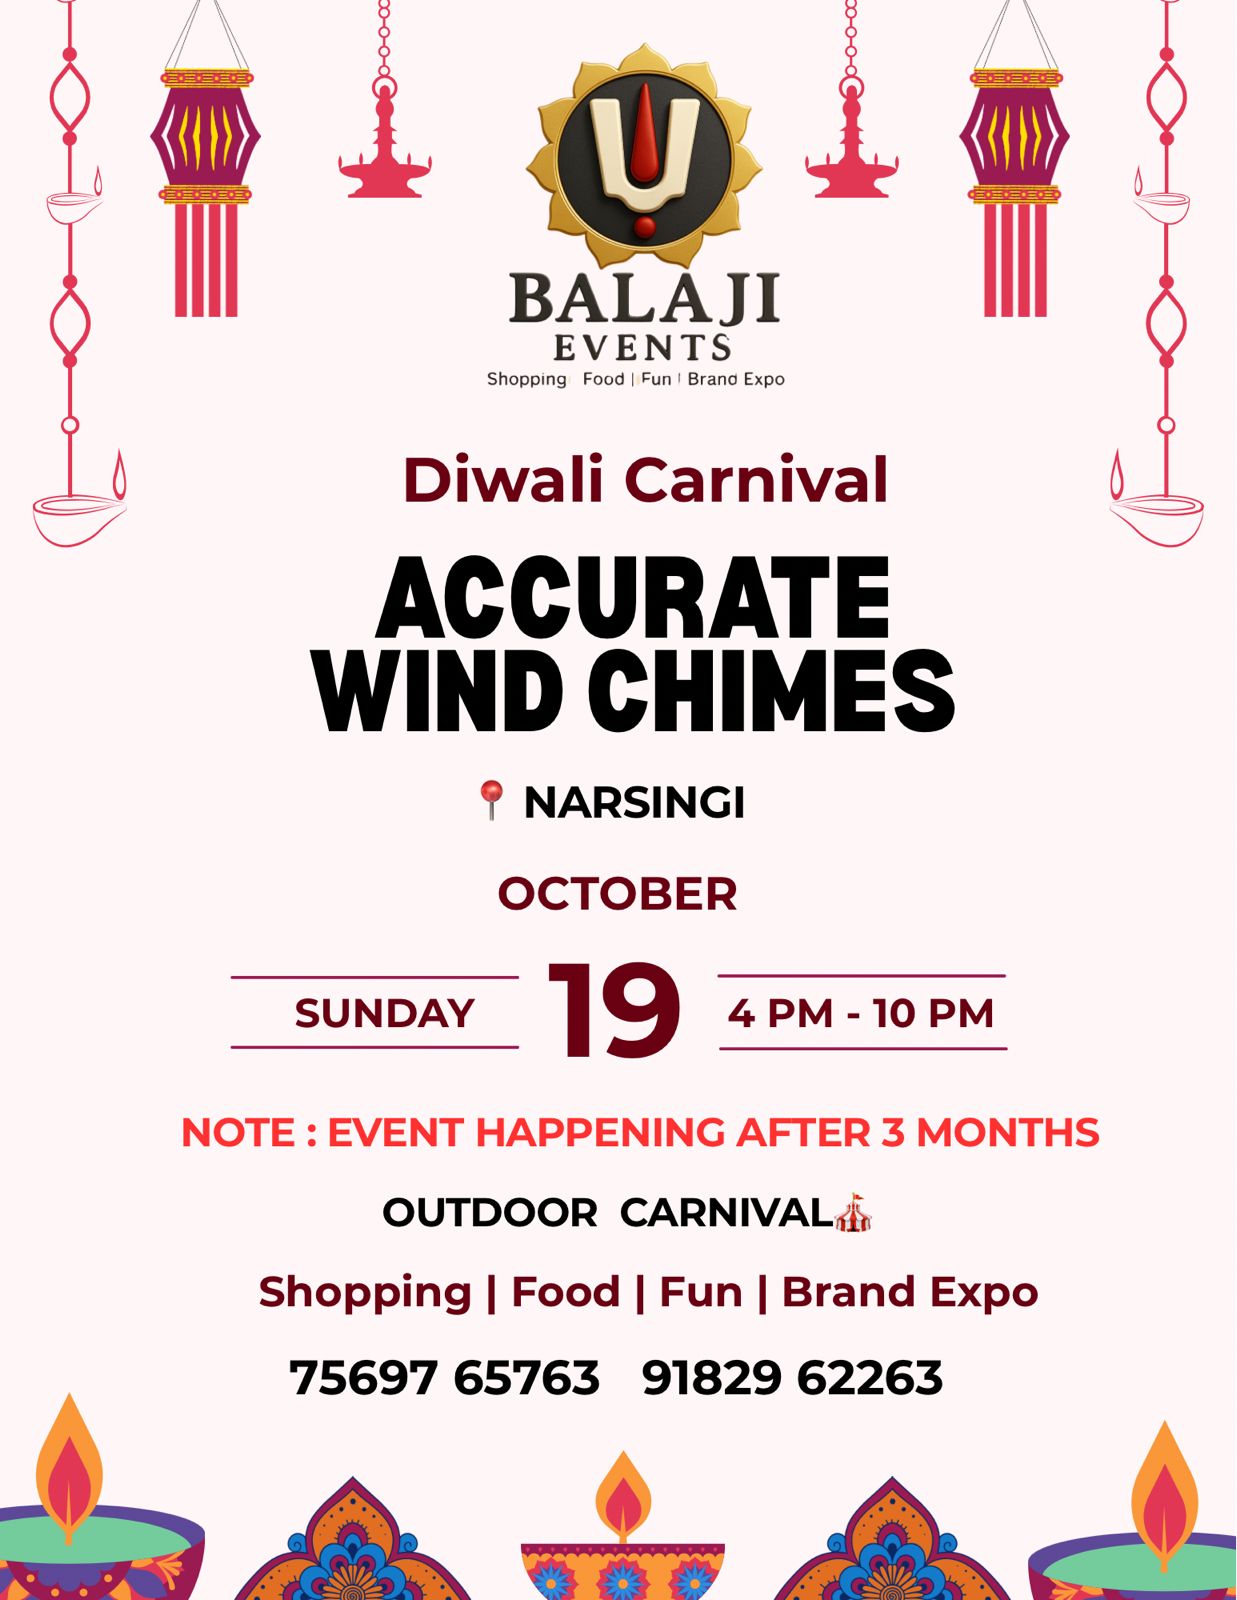 BALAJI
EVENTS
Shopping Food | Fun | Brand Expo
Diwali Carnival
ACCURATE
WIND CHIMES
📍 NARSINGI
OCTOBER
SUNDAY 19 4 PM - 10 PM
NOTE : EVENT HAPPENING AFTER 3 MONTHS
OUTDOOR CARNIVAL🎪
Shopping | Food | Fun | Brand Expo
75697 65763 91829 62263